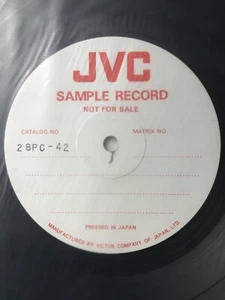 JVC
SAMPLE RECORD
NOT FOR SALE
CATALOG NO
MATRIX NO
28PC-42
PRESSED IN JAPAN
MANUFACTURED BY VICTOR COMPANY OF JAPAN, LTD.